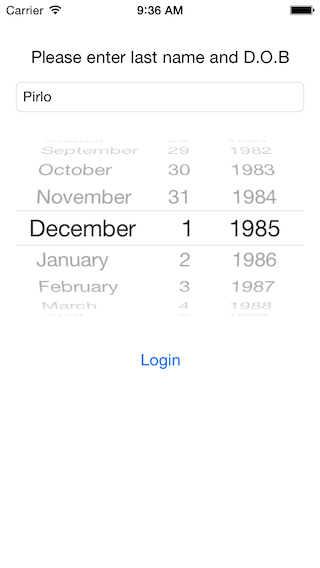 Carrier 9:36 AM
Please enter last name and D.O.B
Pirlo
September 29 1982
October 30 1983
November 31 1984
December 1 1985
January 2 1986
February 3 1987
March 4 1988
Login